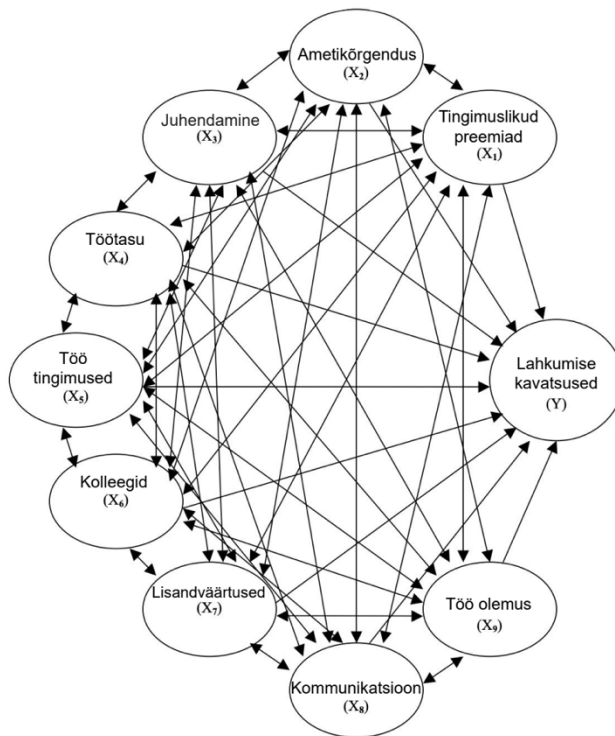 Ametikõrgendus
(X₂)
Tingimuslikud
preemiad
(X₁)
Juhendamine
(X₃)
Töötasu
(X₄)
Töö
tingimused
(X₅)
Lahkumise
kavatsused
(Y)
Kolleegid
(X₆)
Lisandväärtused
(X₇)
Töö olemus
(X₉)
Kommunikatsioon
(X₈)